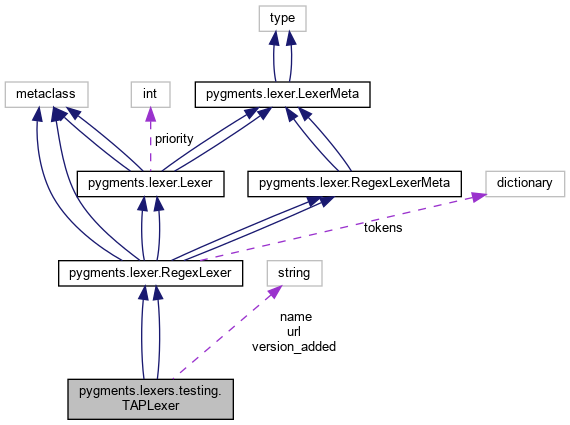 type
metaclass
int
pygments.lexer.LexerMeta
priority
pygments.lexer.Lexer
pygments.lexer.RegexLexerMeta
dictionary
tokens
pygments.lexer.RegexLexer
string
name
url
version_added
pygments.lexers.testing.
TAPLexer